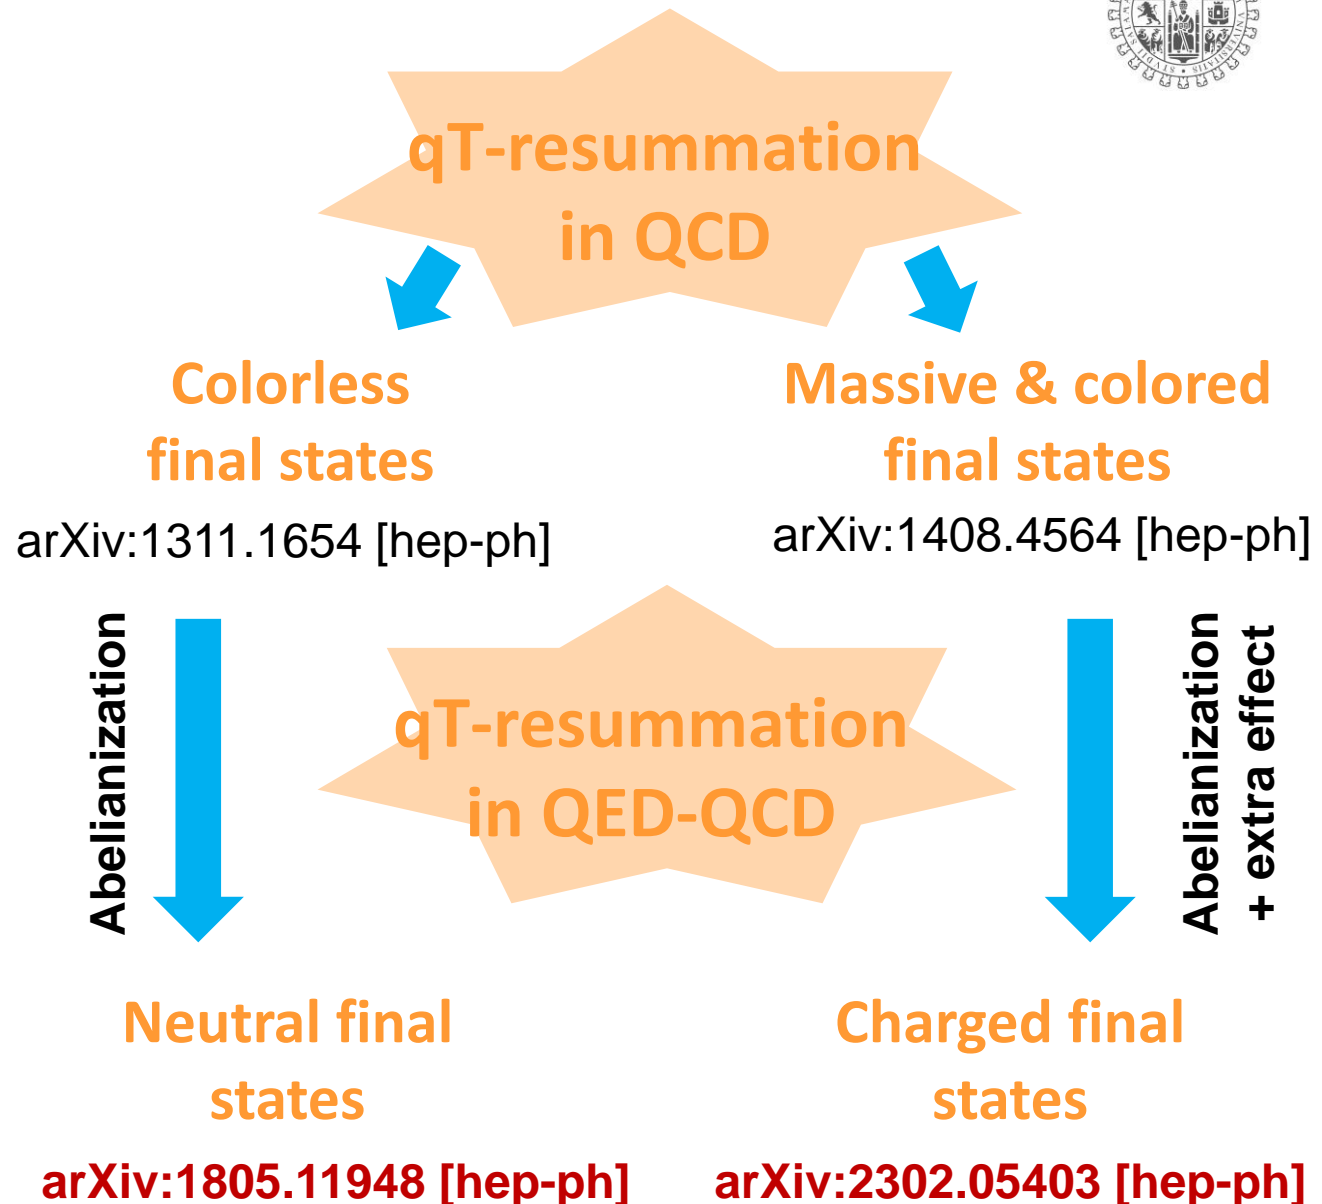 qT-resummation
in QCD
Colorless
final states
arXiv:1311.1654 [hep-ph]
Massive & colored
final states
arXiv:1408.4564 [hep-ph]
Abelianization
qT-resummation
in QED-QCD
Abelianization
+ extra effect
Neutral final
states
arXiv:1805.11948 [hep-ph]
Charged final
states
arXiv:2302.05403 [hep-ph]